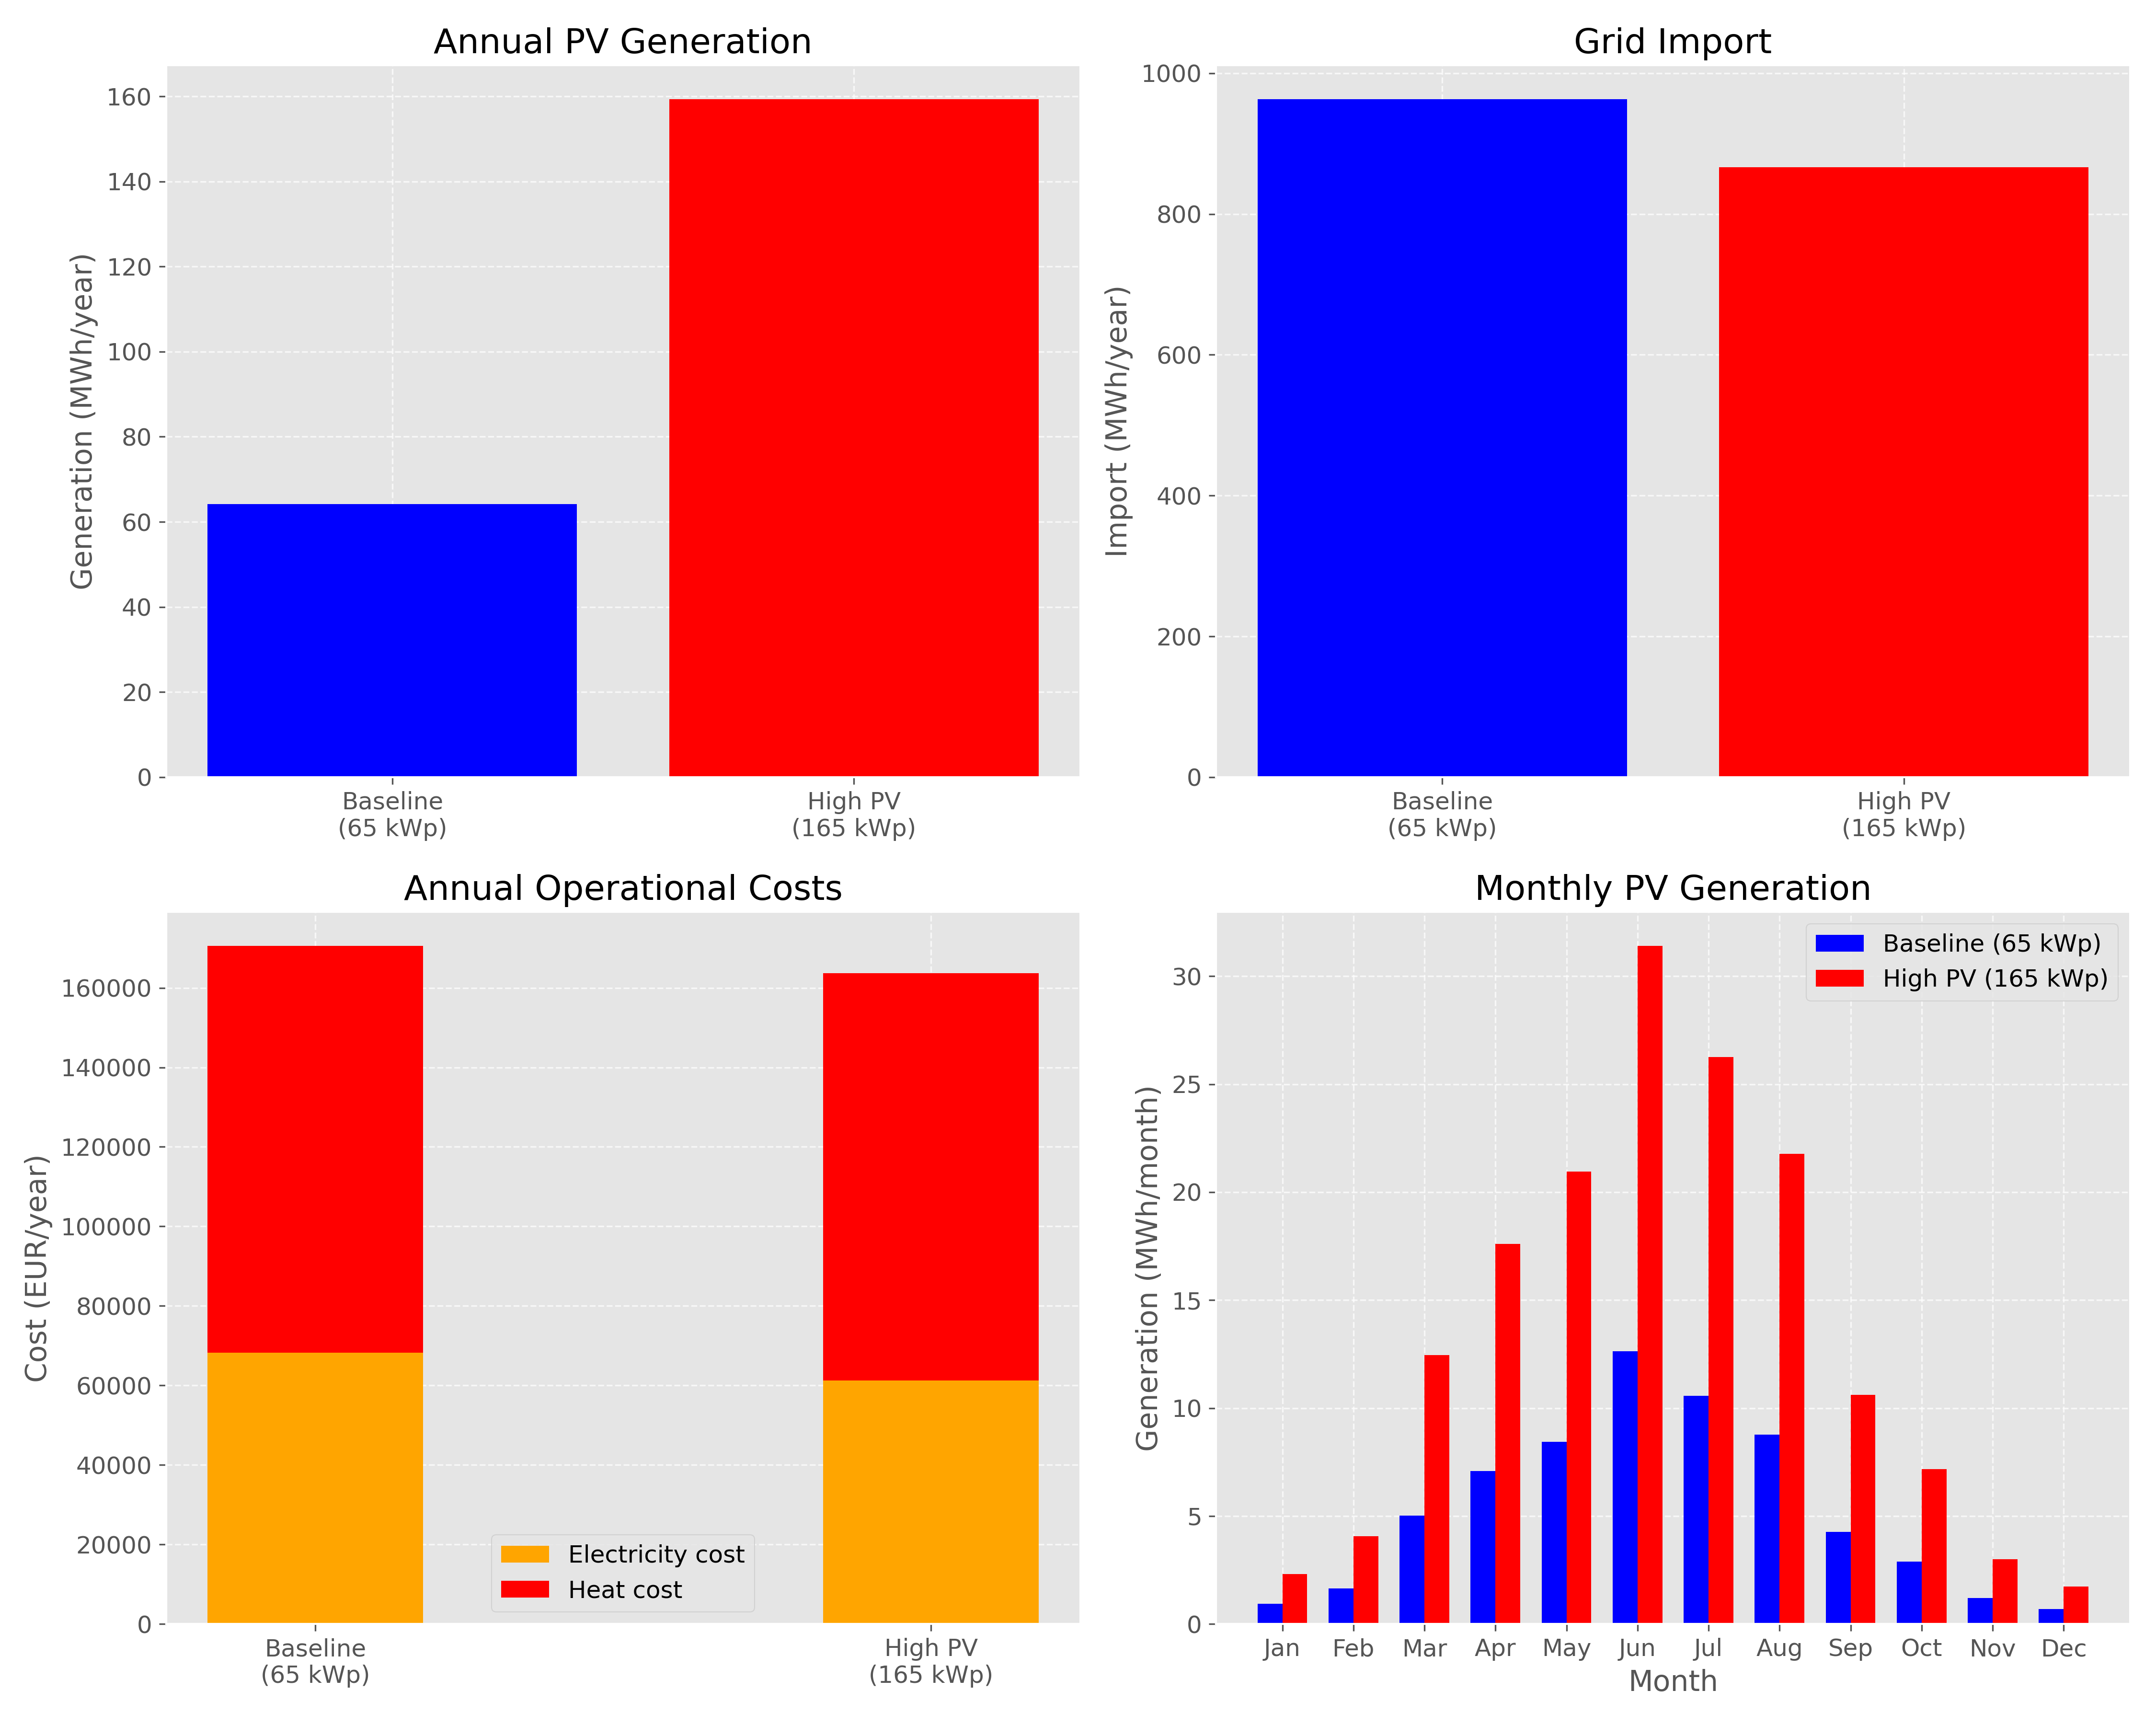 Annual PV Generation
Generation (MWh/year)
160
140
120
100
80
60
40
20
0
Baseline
(65 kWp)
High PV
(165 kWp)
Grid Import
Import (MWh/year)
1000
800
600
400
200
0
Baseline
(65 kWp)
High PV
(165 kWp)
Annual Operational Costs
Cost (EUR/year)
160000
140000
120000
100000
80000
60000
40000
20000
0
Electricity cost
Heat cost
Baseline
(65 kWp)
High PV
(165 kWp)
Monthly PV Generation
Generation (MWh/month)
30
25
20
15
10
5
0
Baseline (65 kWp)
High PV (165 kWp)
Jan Feb Mar Apr May Jun Jul Aug Sep Oct Nov Dec
Month